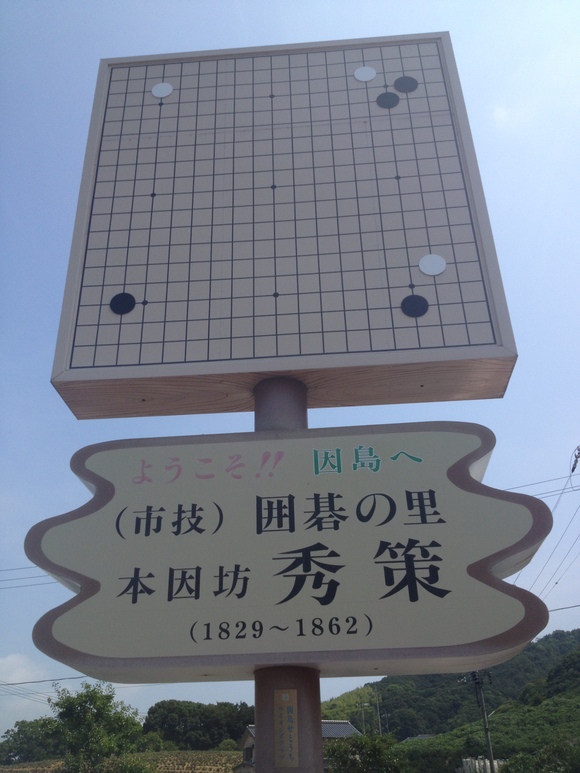 ようこそ!! 因島へ
(市技) 囲碁の里
本因坊 秀策
(1829～1862)